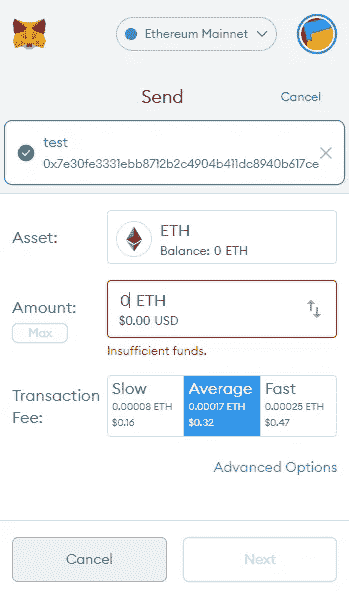 Ethereum Mainnet
Send
Cancel
test
0x7e30fe3331ebb8712b2c4904b411dc8940b617ce
Asset:
ETH
Balance: 0 ETH
Amount:
Max
0 ETH
$0.00 USD
Insufficient funds.
Transaction
Fee:
Slow
0.00008 ETH
$0.16
Average
0.00017 ETH
$0.32
Fast
0.00025 ETH
$0.47
Advanced Options
Cancel
Next